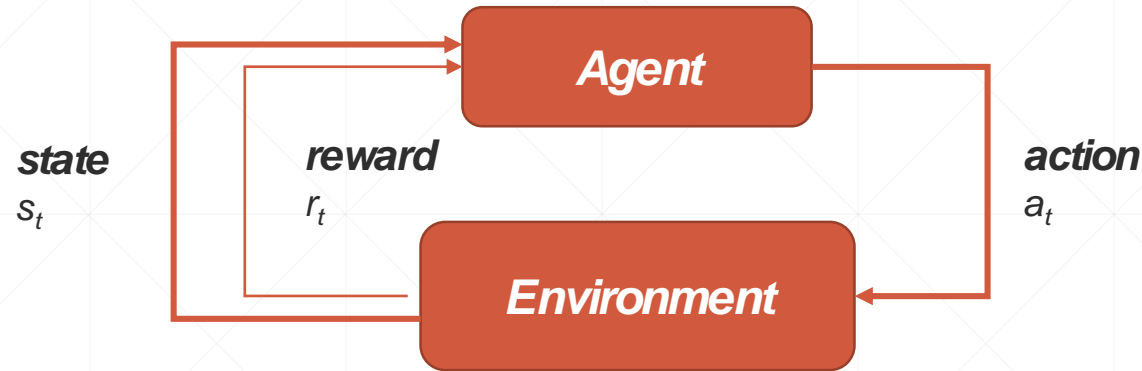 Agent
state
s_t
reward
r_t
action
a_t
Environment